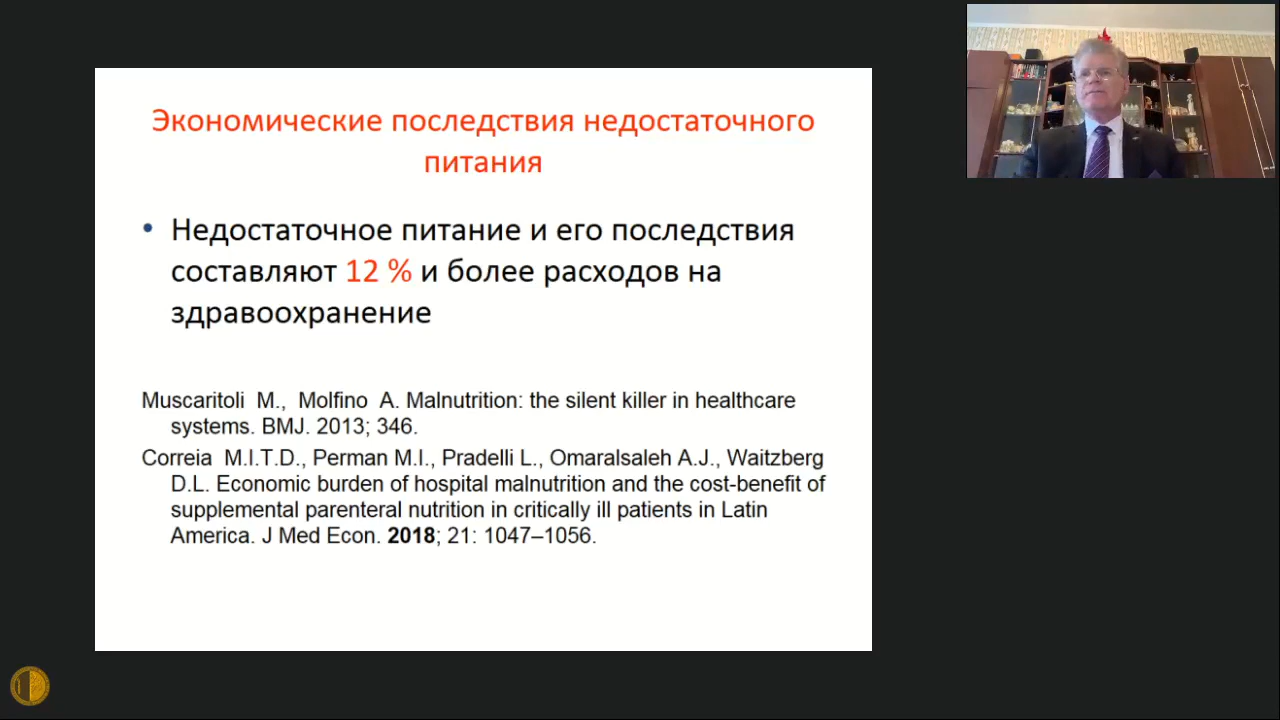 Экономические последствия недостаточного
питания
• Недостаточное питание и его последствия
составляют 12 % и более расходов на
здравоохранение
Muscaritoli M., Molfino A. Malnutrition: the silent killer in healthcare
systems. BMJ. 2013; 346.
Correia M.I.T.D., Perman M.I., Pradelli L., Omaralsaleh A.J., Waitzberg
D.L. Economic burden of hospital malnutrition and the cost-benefit of
supplemental parenteral nutrition in critically ill patients in Latin
America. J Med Econ. 2018; 21: 1047–1056.